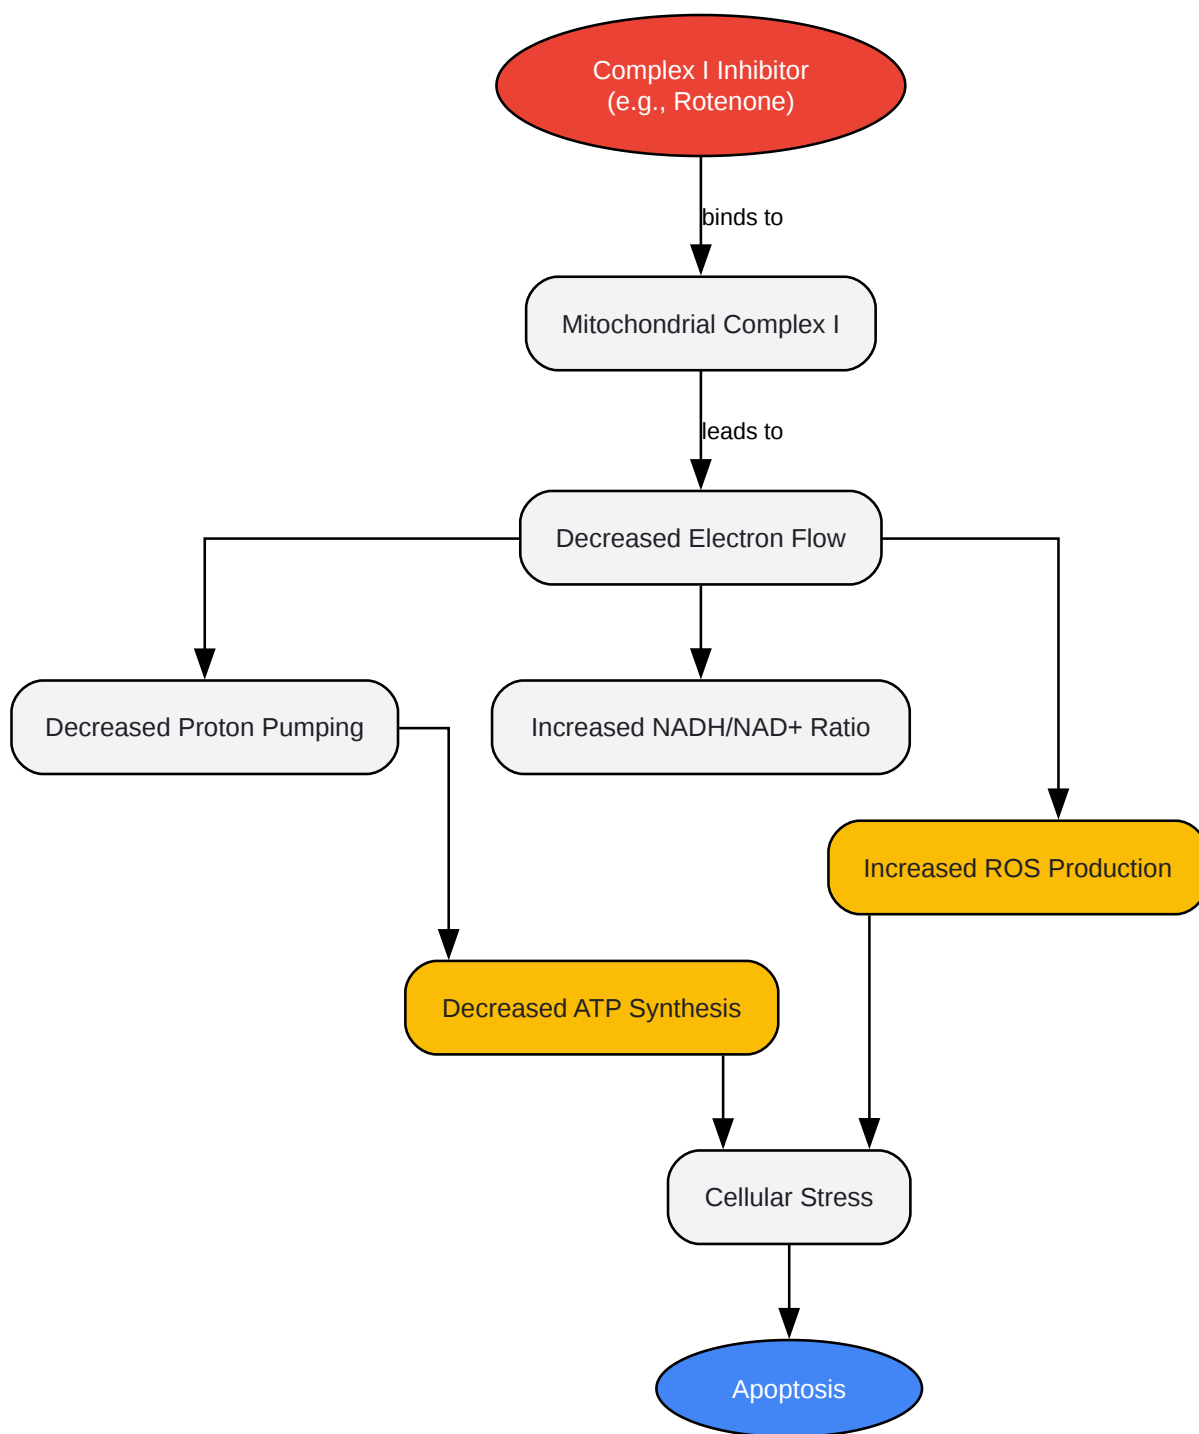 Complex I Inhibitor
(e.g., Rotenone)
binds to
Mitochondrial Complex I
leads to
Decreased Electron Flow
Decreased Proton Pumping
Increased NADH/NAD+ Ratio
Increased ROS Production
Decreased ATP Synthesis
Cellular Stress
Apoptosis